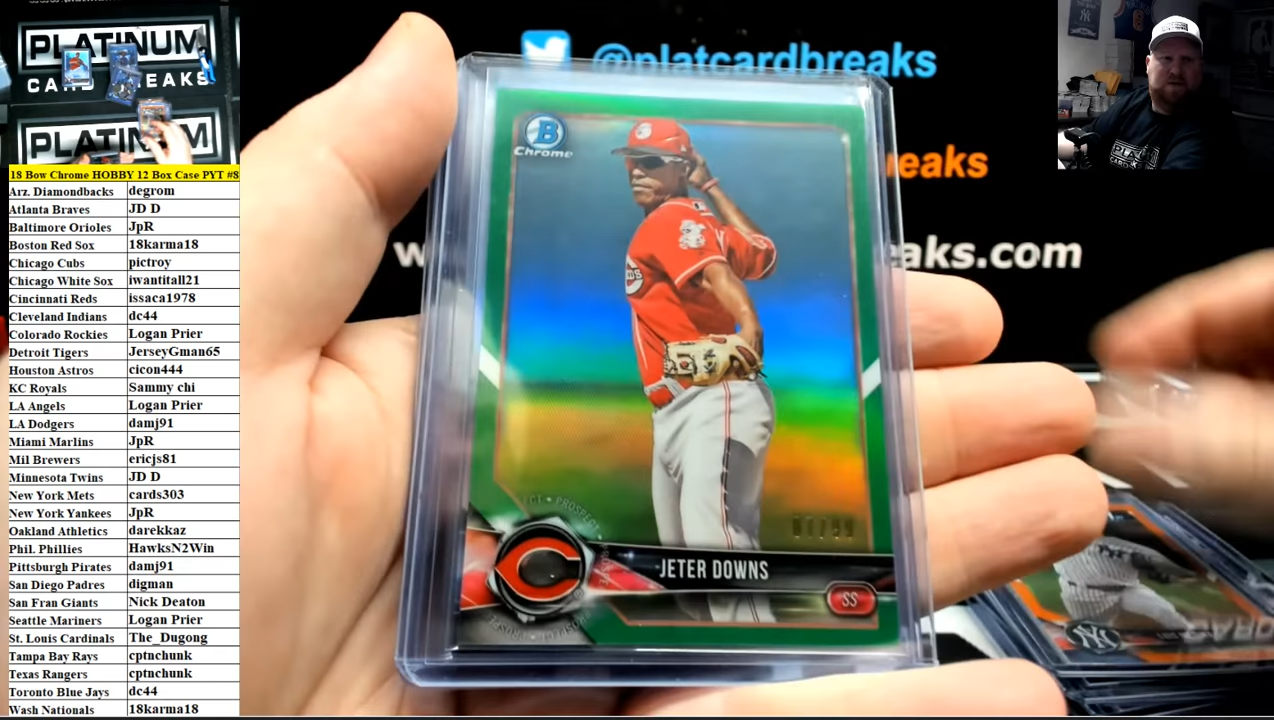 PLATINUM
CARD BREAKS
PLATINUM
18 Bow Chrome HOBBY 12 Box Case PYT #8
Arz. Diamondbacks degrom
Atlanta Braves JD D
Baltimore Orioles JpR
Boston Red Sox 18karma18
Chicago Cubs pictroy
Chicago White Sox iwantitall21
Cincinnati Reds issaca1978
Cleveland Indians dc44
Colorado Rockies Logan Prier
Detroit Tigers JerseyGman65
Houston Astros cicon444
KC Royals Sammy chi
LA Angels Logan Prier
LA Dodgers damj91
Miami Marlins JpR
Mil Brewers ericjs81
Minnesota Twins JD D
New York Mets cards303
New York Yankees JpR
Oakland Athletics darekkaz
Phil. Phillies HawksN2Win
Pittsburgh Pirates damj91
San Diego Padres digman
San Fran Giants Nick Deaton
Seattle Mariners Logan Prier
St. Louis Cardinals The_Dugong
Tampa Bay Rays cptnchunk
Texas Rangers cptnchunk
Toronto Blue Jays dc44
Wash Nationals 18karma18
@platcardbreaks
breaks
w eaks.com
B
Chrome
PROSPECT
JETER DOWNS
SS